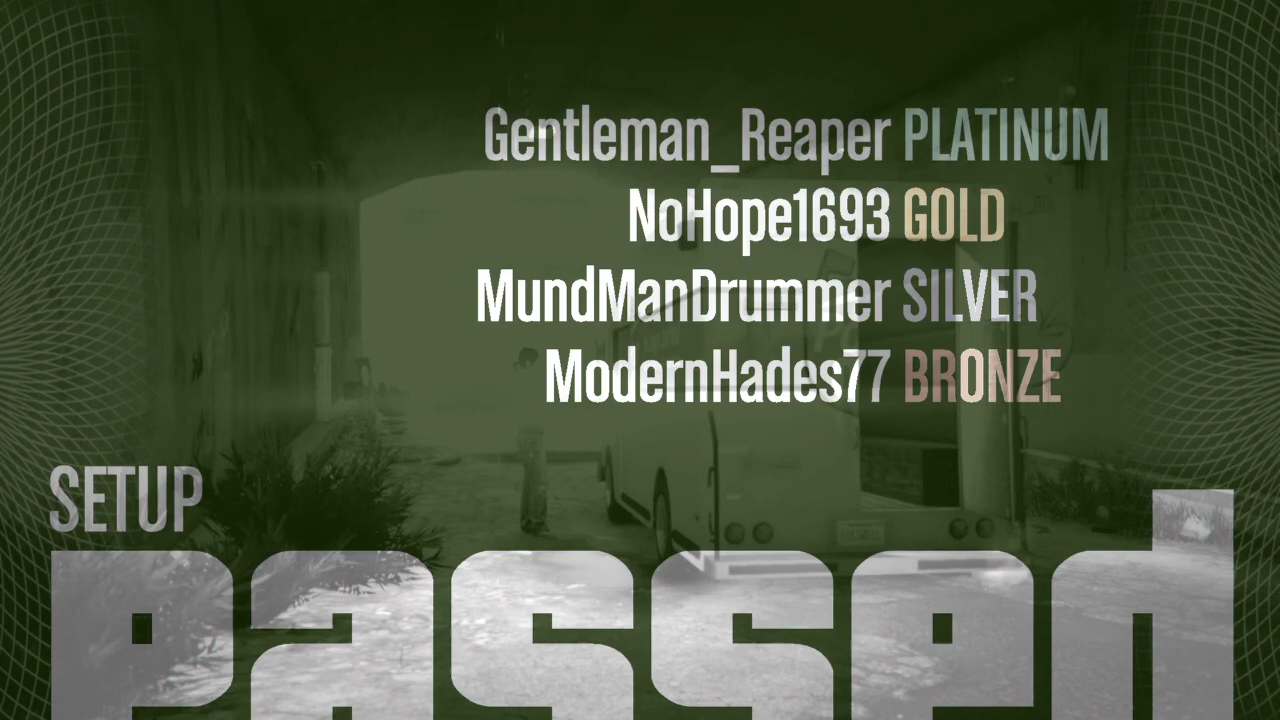 Gentleman_Reaper PLATINUM
NoHope1693 GOLD
MundManDrummer SILVER
ModernHades77 BRONZE
SETUP
passed